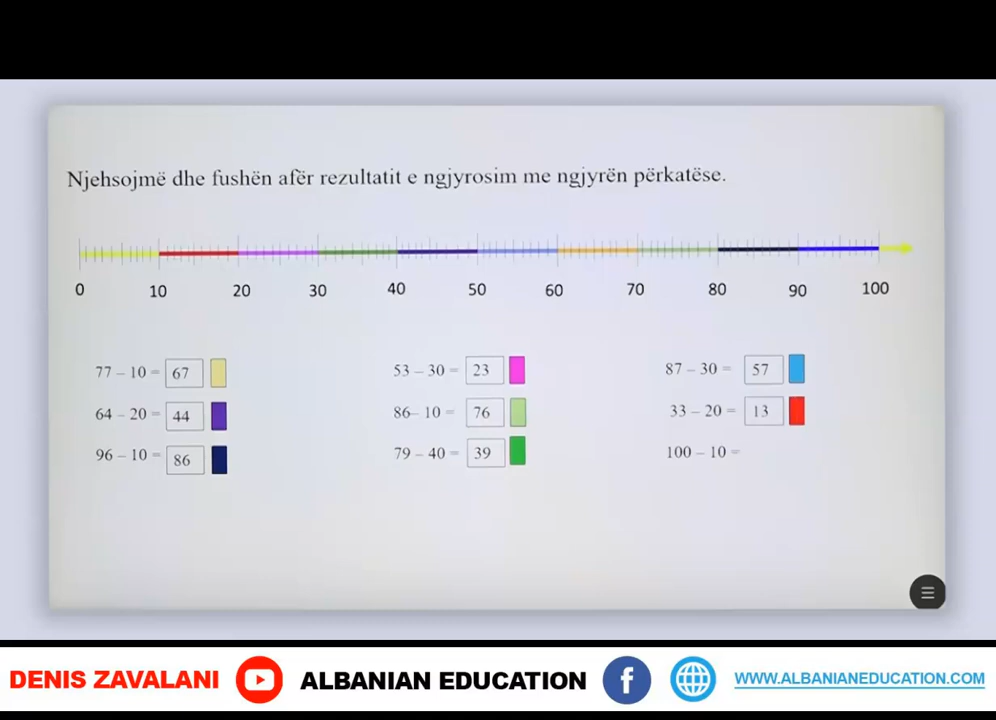 Njehsojmë dhe fushën afër rezultatit e ngjyrosim me ngjyrën përkatëse.
0 10 20 30 40 50 60 70 80 90 100
77 – 10 = 67 53 – 30 = 23 87 – 30 = 57
64 – 20 = 44 86– 10 = 76 33 – 20 = 13
96 – 10 = 86 79 – 40 = 39 100 – 10 =
DENIS ZAVALANI ALBANIAN EDUCATION f WWW.ALBANIANEDUCATION.COM